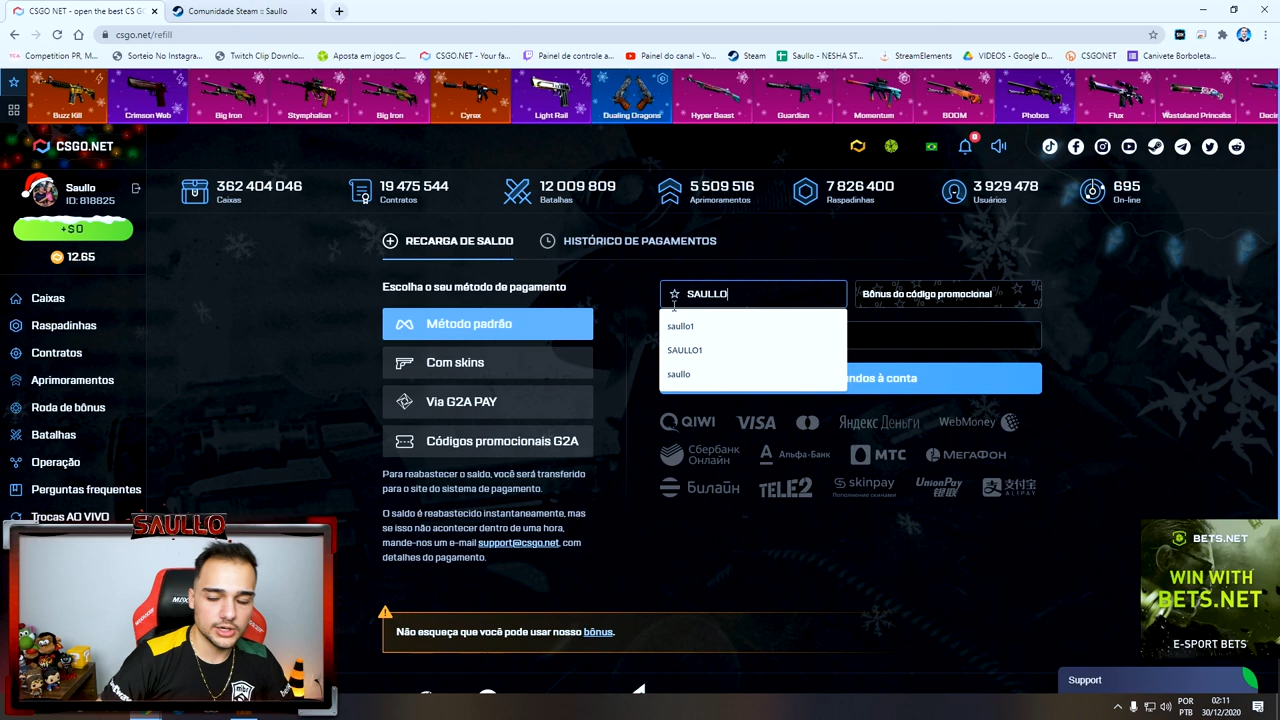 CSGO NET - open the best CS G
Comunidade Steam :: Saullo
csgo.net/refill
Competition PR, M...
Sorteio No Instagra...
Twitch Clip Downlo...
Aposta em jogos C...
CSGO.NET - Your fa...
Painel de controle a...
Painel do canal - Yo...
Steam
Saullo - NESHA ST...
StreamElements
VIDEOS - Google D...
CSGONET
Canivete Borboleta...
Buzz Kill
Crimson Web
Big Iron
Stymphalian
Big Iron
Cyrex
Light Rail
Dualing Dragons
Hyper Beast
Guardian
Momentum
BOOM
Phobos
Flux
Wasteland Princess
CSGO.NET
Saullo
ID: 818825
+$0
12.65
362 404 046
Caixas
19 475 544
Contratos
12 009 809
Batalhas
5 509 516
Aprimoramentos
7 826 400
Raspadinhas
3 929 478
Usuários
695
On-line
Caixas
Raspadinhas
Contratos
Aprimoramentos
Roda de bônus
Batalhas
Operação
Perguntas frequentes
Trocas AO VIVO
RECARGA DE SALDO
HISTÓRICO DE PAGAMENTOS
Escolha o seu método de pagamento
Método padrão
Com skins
Via G2A PAY
Códigos promocionais G2A
Para reabastecer o saldo, você será transferido
para o site do sistema de pagamento.
O saldo é reabastecido instantaneamente, mas
se isso não acontecer dentro de uma hora,
mande-nos um e-mail support@csgo.net, com
detalhes do pagamento.
SAULLO
Bônus do código promocional
saullo1
SAULLO1
saullo
ndos à conta
QIWI
VISA
Яндекс Деньги
WebMoney
Сбербанк
Онлайн
Альфа-Банк
МТС
МЕГАФОН
Билайн
TELE2
skinpay
Пополнение скинами
UnionPay
银联
支付宝
ALIPAY
Não esqueça que você pode usar nosso bônus.
BETS.NET
WIN WITH
BETS.NET
E-SPORT BETS
Support
SAULLO
POR
PTB
02:11
30/12/2020